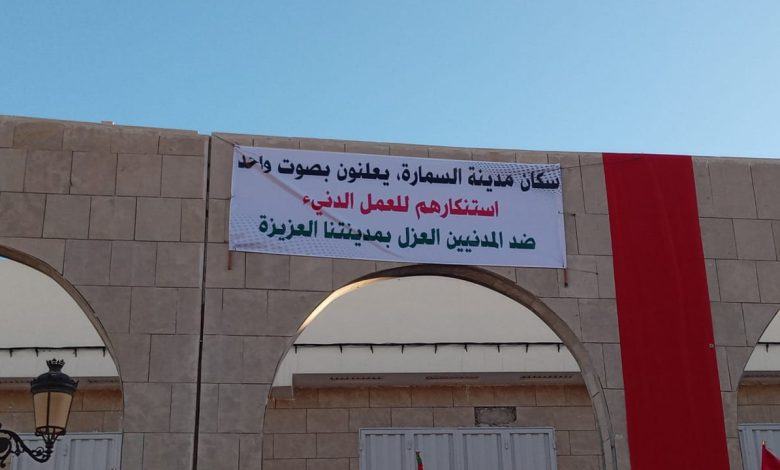 سكان مدينة السمارة، يعلنون بصوت واحد
استنكارهم للعمل الدنيء
ضد المدنيين العزل بمدينتنا العزيزة